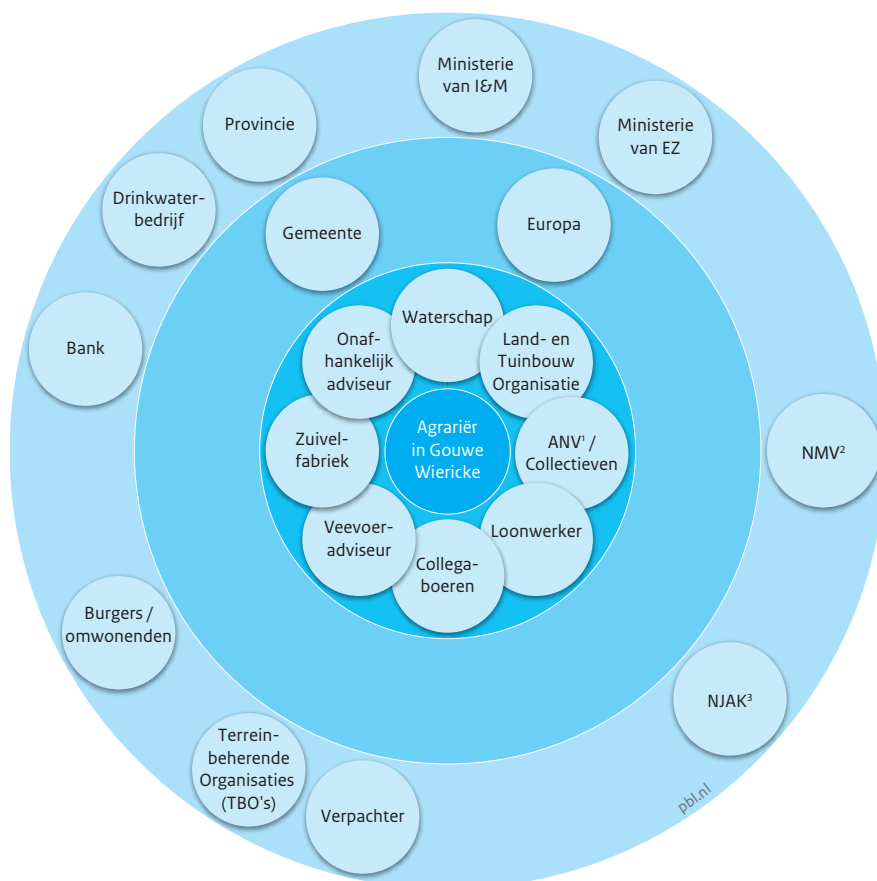 Ministerie
van I&M
Provincie
Ministerie
van EZ
Drinkwater-
bedrijf
Gemeente
Europa
Bank
Waterschap
Onaf-
hankelijk
adviseur
Land- en
Tuinbouw
Organisatie
Zuivel-
fabriek
Agrariër
in Gouwe
Wiericke
ANV¹ /
Collectieven
NMV²
Veevoer-
adviseur
Collega-
boeren
Loonwerker
Burgers /
omwonenden
NJAK³
Terrein-
beherende
Organisaties
(TBO's)
Verpachter
pbl.nl